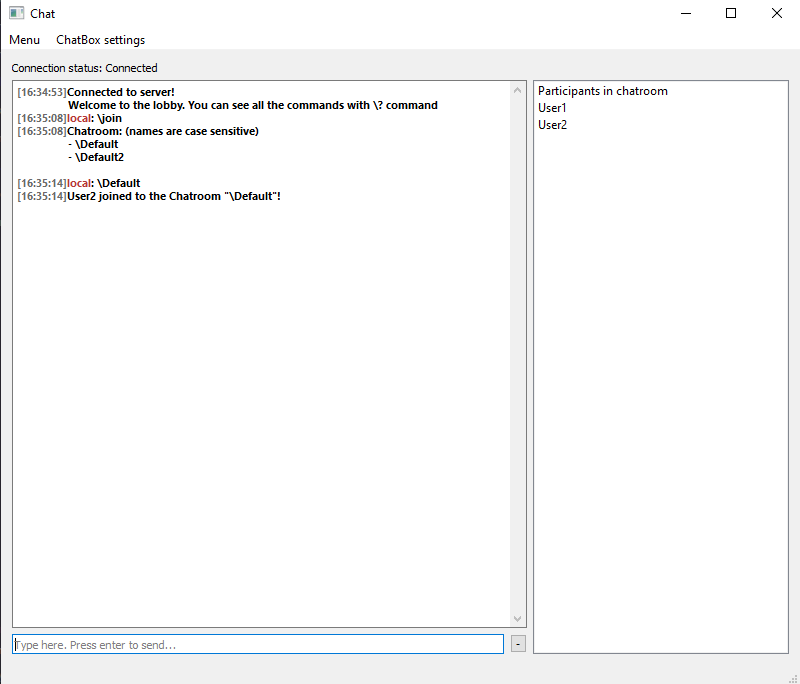 Chat
Menu ChatBox settings
Connection status: Connected
[16:34:53]Connected to server!
Welcome to the lobby. You can see all the commands with \? command
[16:35:08]local: \join
[16:35:08]Chatroom: (names are case sensitive)
- \Default
- \Default2
[16:35:14]local: \Default
[16:35:14]User2 joined to the Chatroom "\Default"!
Participants in chatroom
User1
User2
Type here. Press enter to send...
-